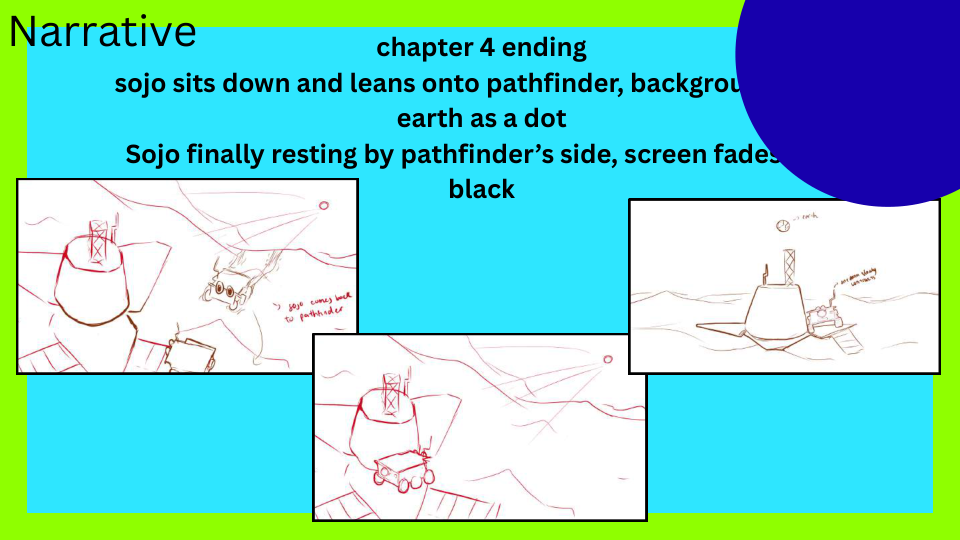 Narrative
chapter 4 ending
sojo sits down and leans onto pathfinder,
earth as a dot
Sojo finally resting by pathfinder's side, screen fades
black
earth
sojo comes back
to pathfinder